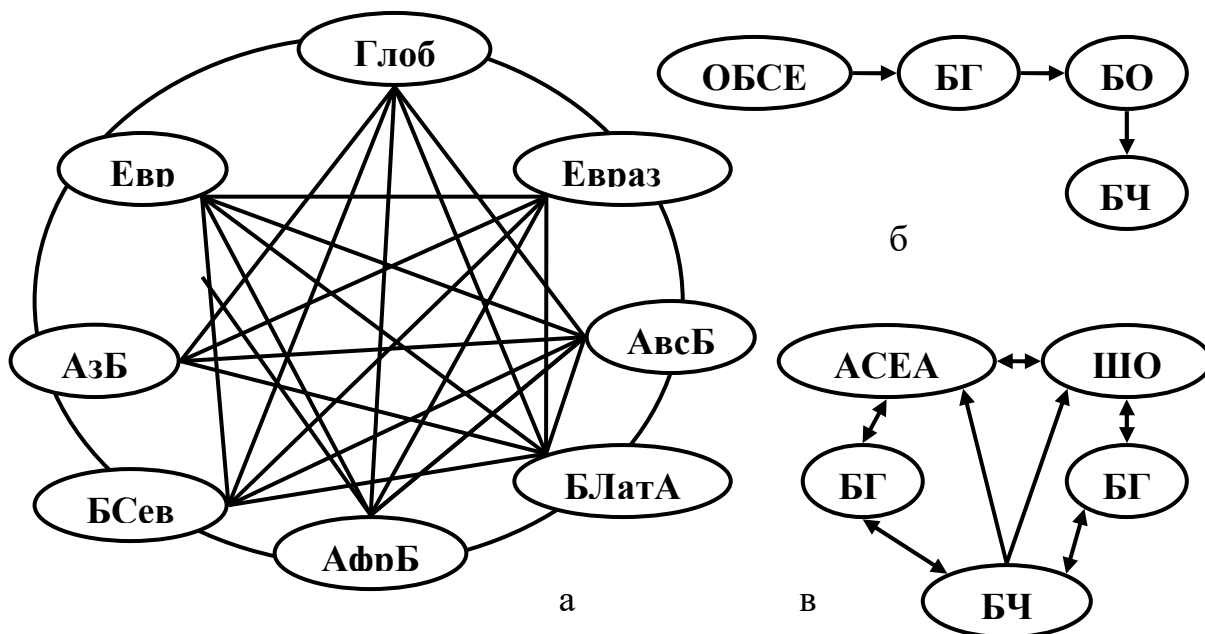 Глоб
Евр
Евраз
АзБ
АвсБ
БСев
БЛатА
АфрБ
а
ОБСЕ
БГ
БО
БЧ
б
АСЕА
ШО
БГ
БГ
БЧ
в